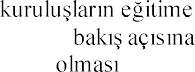 kuruluşların eğitime
bakış açısına
olması